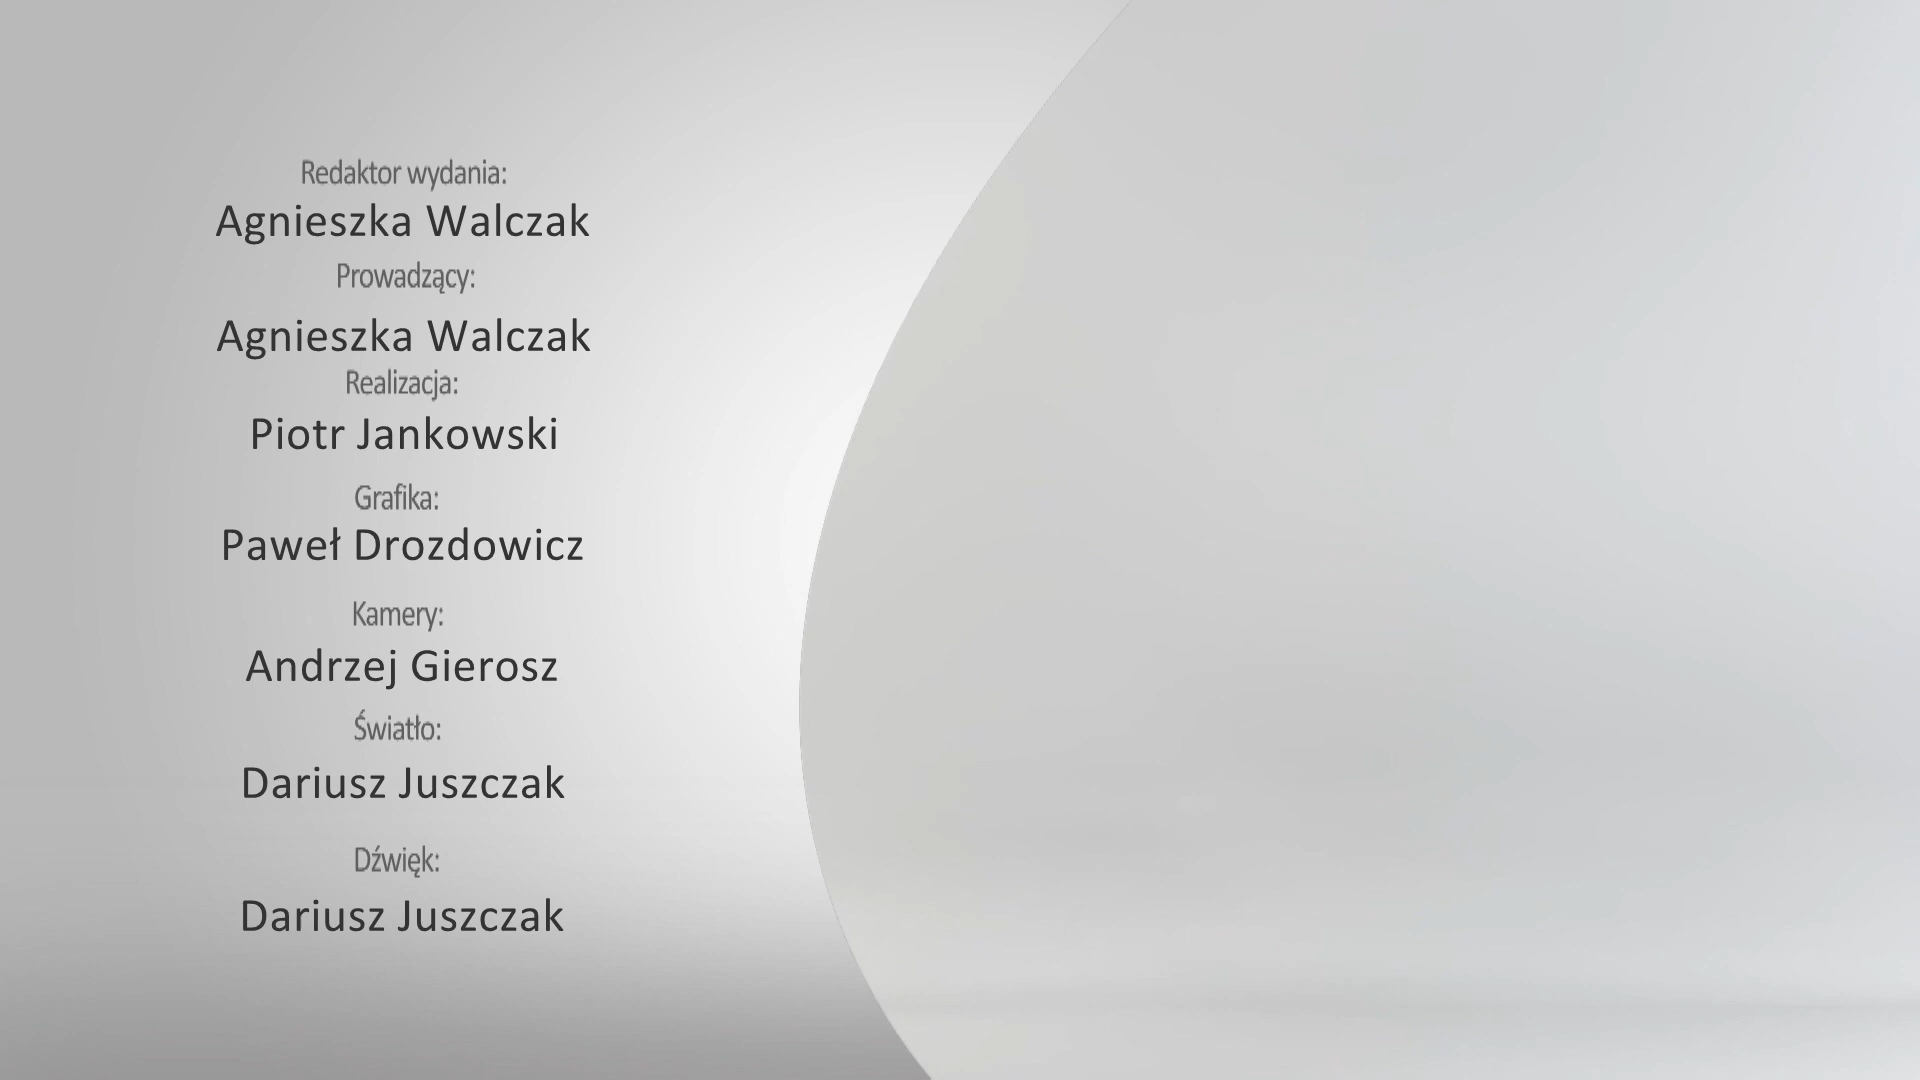 Redaktor wydania:
Agnieszka Walczak
Prowadzący:
Agnieszka Walczak
Realizacja:
Piotr Jankowski
Grafika:
Paweł Drozdowicz
Kamery:
Andrzej Gierosz
Światło:
Dariusz Juszczak
Dźwięk:
Dariusz Juszczak